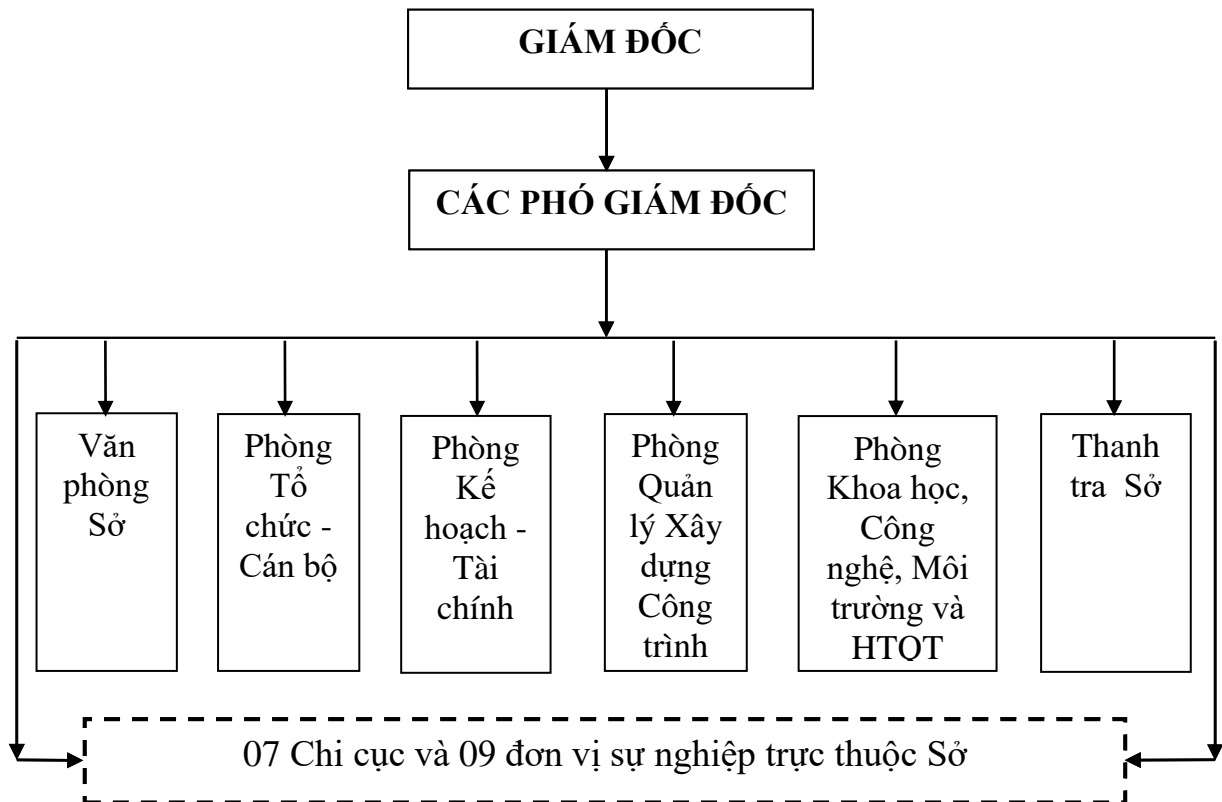 GIÁM ĐỐC
CÁC PHÓ GIÁM ĐỐC
Văn
phòng
Sở
Phòng
Tổ
chức -
Cán bộ
Phòng
Kế
hoạch -
Tài
chính
Phòng
Quản
lý Xây
dựng
Công
trình
Phòng
Khoa học,
Công
nghệ, Môi
trường và
HTQT
Thanh
tra Sở
07 Chi cục và 09 đơn vị sự nghiệp trực thuộc Sở